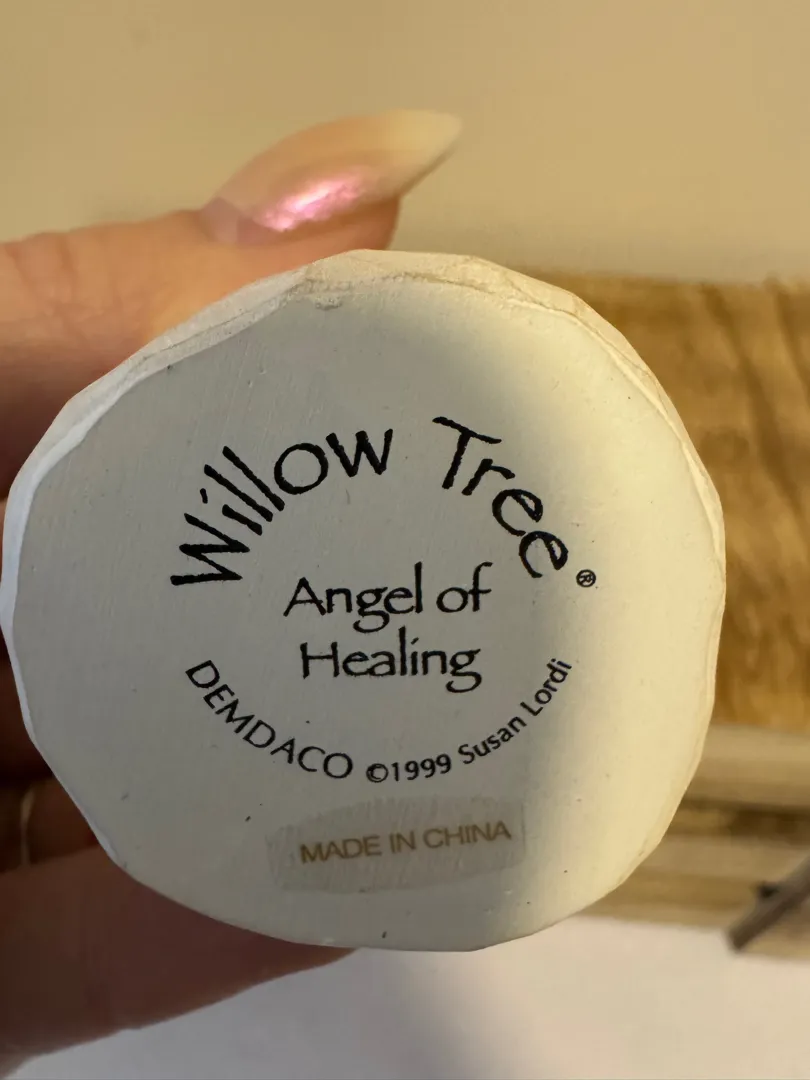 Willow Tree®
Angel of
Healing
DEMDACO ©1999 Susan Lordi
MADE IN CHINA